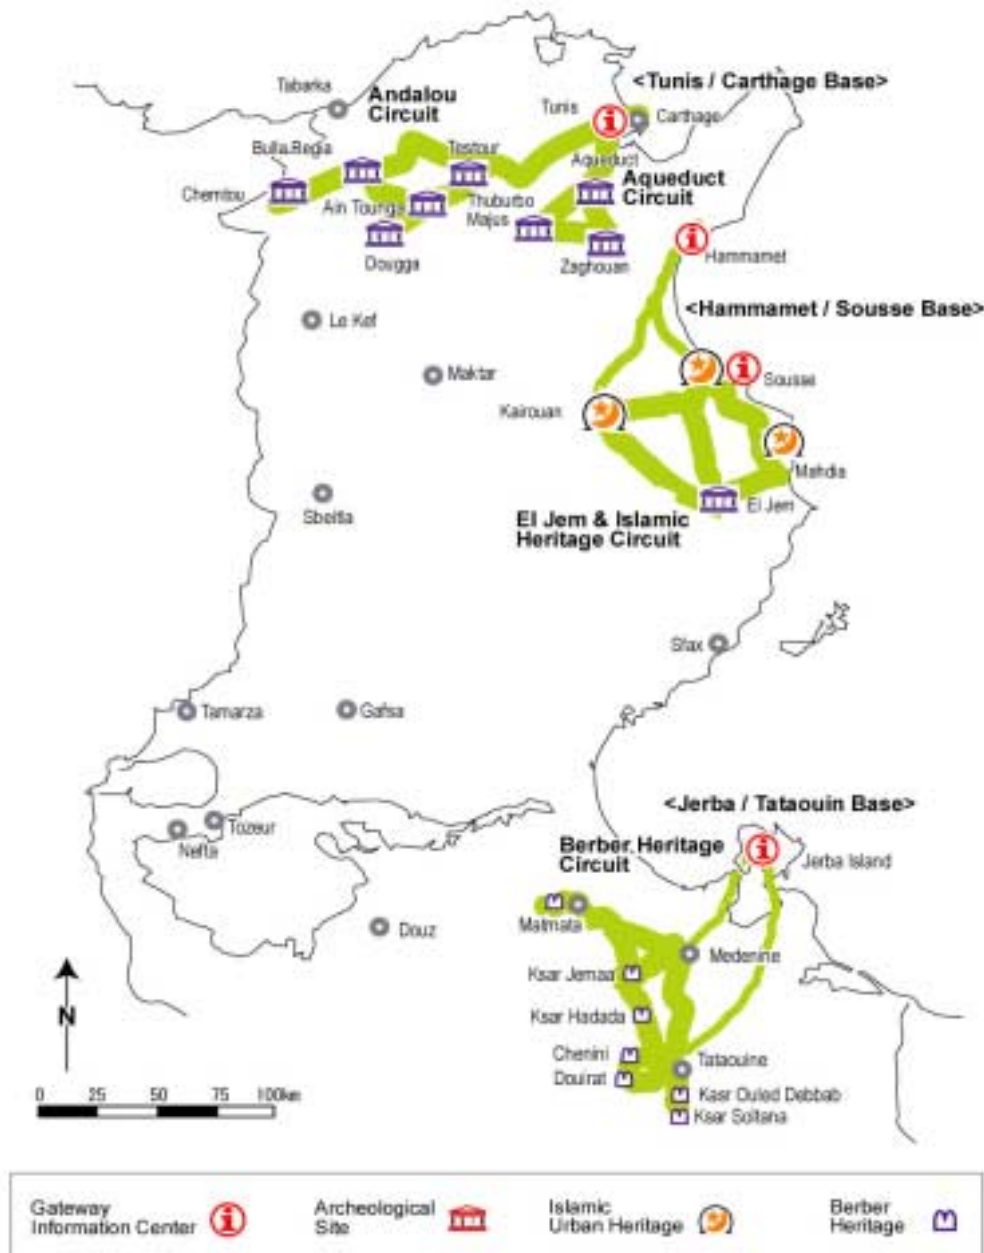 <Tunis / Carthage Base>
Tabarka
Andalou
Circuit
Tunis
Carthage
Bulla Regia
Testour
Aqueduct
Chemtou
Ain Tounga
Thuburbo
Majus
Aqueduct
Circuit
Dougga
Zaghouan
Hammamet
<Hammamet / Sousse Base>
Le Kef
Maktar
Sousse
Kairouan
Mahdia
Sbeitla
El Jem
El Jem & Islamic
Heritage Circuit
Sfax
Tamarza
Gafsa
<Jerba / Tataouin Base>
Tozeur
Nefta
Berber Heritage
Circuit
Jerba Island
Matmata
Douz
Medenine
Ksar Jemaa
N
Ksar Hadada
Chenini
Tataouine
Douirat
Kasr Ouled Debbab
Ksar Soltana
0 25 50 75 100km
Gateway
Information Center
Archeological
Site
Islamic
Urban Heritage
Berber
Heritage